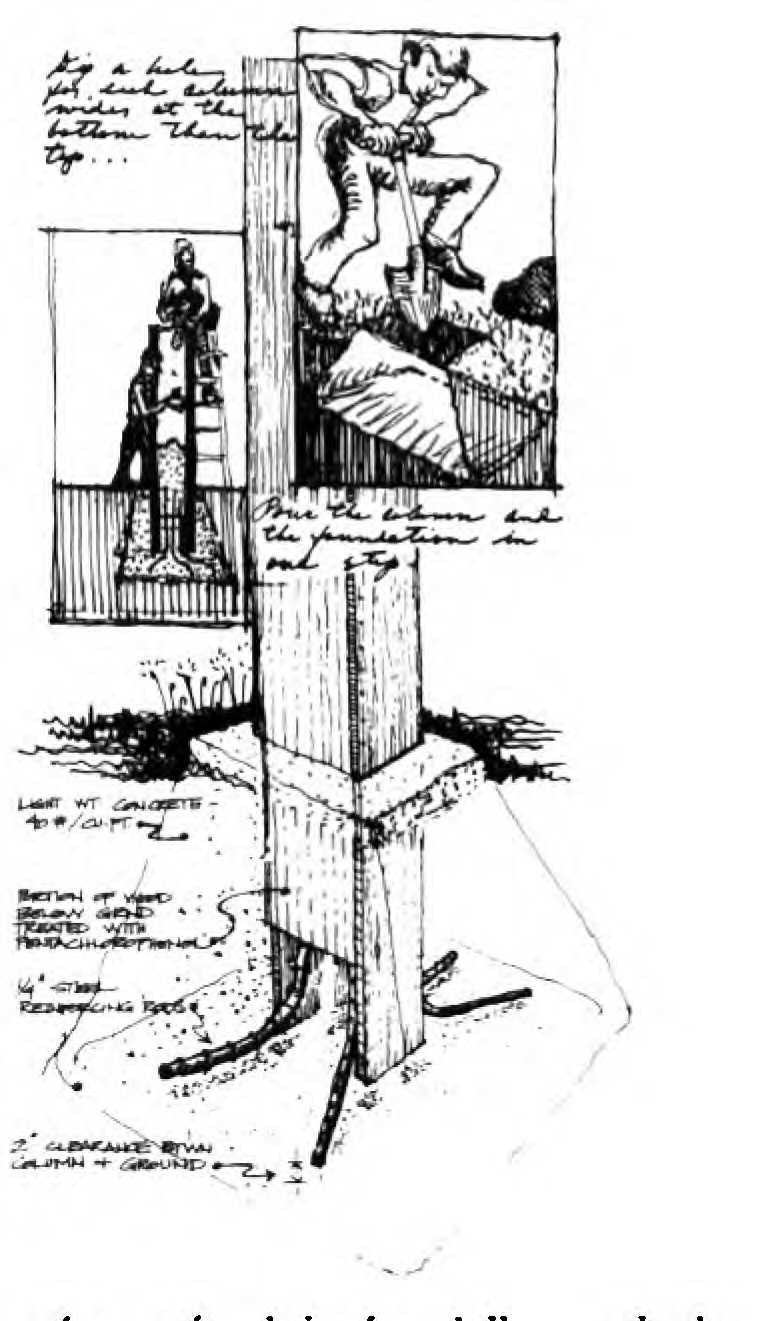 Dig a hole
for each column
wider at the
bottom than the
top...
Pour the column and
the foundation in
one step.
LIGHT WT. CONCRETE
40 #/CU.FT.
PORTION OF WOOD
BELOW GRND
TREATED WITH
PENTACHLOROPHENOL
1/4" STEEL
REINFORCING RODS
2" CLEARANCE BTWN
COLUMN + GROUND